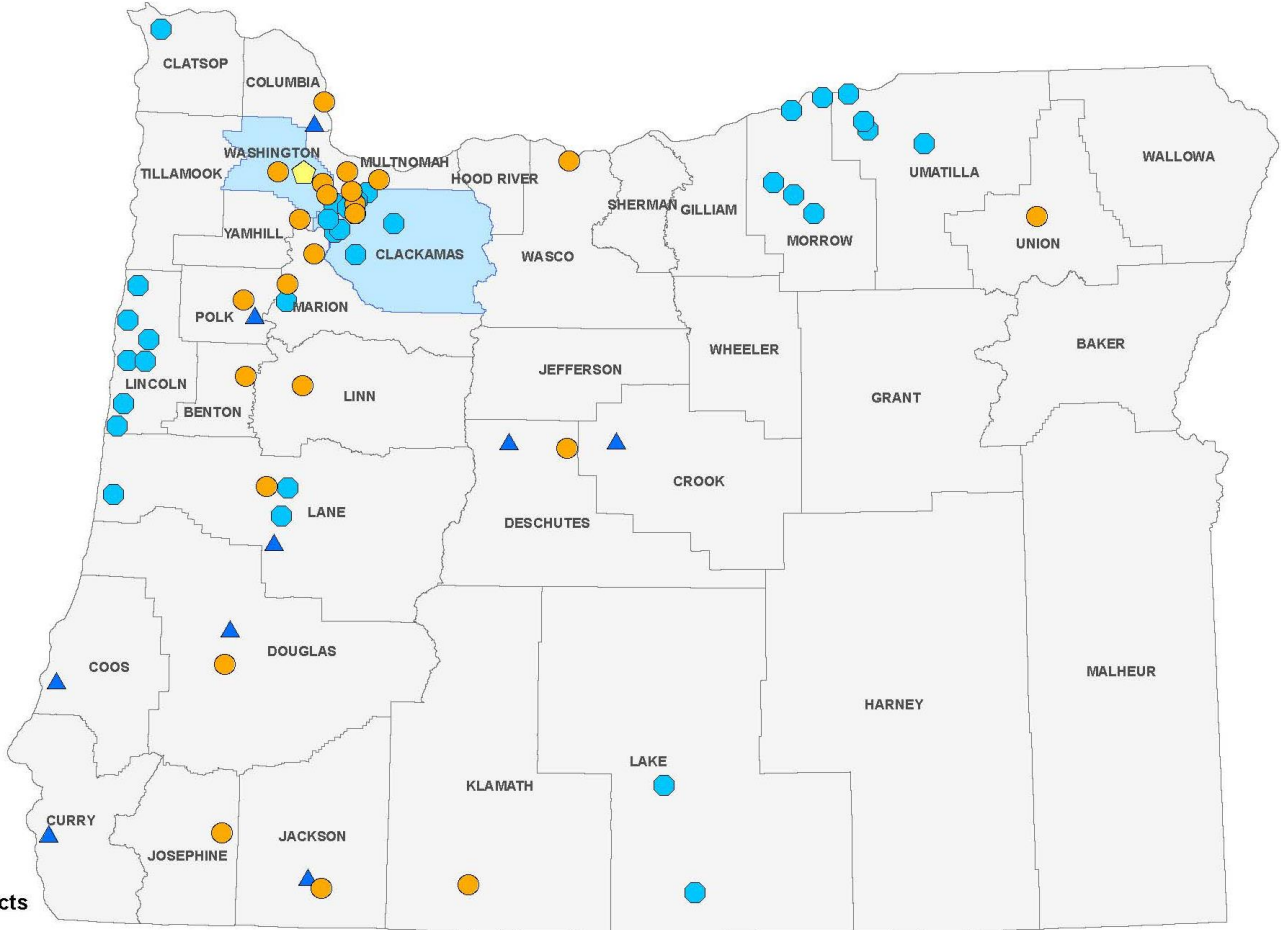 CLATSOP
COLUMBIA
WASHINGTON
MULTNOMAH
TILLAMOOK
HOOD RIVER
WALLOWA
UMATILLA
SHERMAN
GILLIAM
YAMHILL
MORROW
UNION
CLACKAMAS
WASCO
MARION
POLK
BAKER
WHEELER
JEFFERSON
LINCOLN
LINN
GRANT
BENTON
CROOK
LANE
DESCHUTES
DOUGLAS
COOS
MALHEUR
HARNEY
LAKE
KLAMATH
CURRY
JACKSON
JOSEPHINE
cts